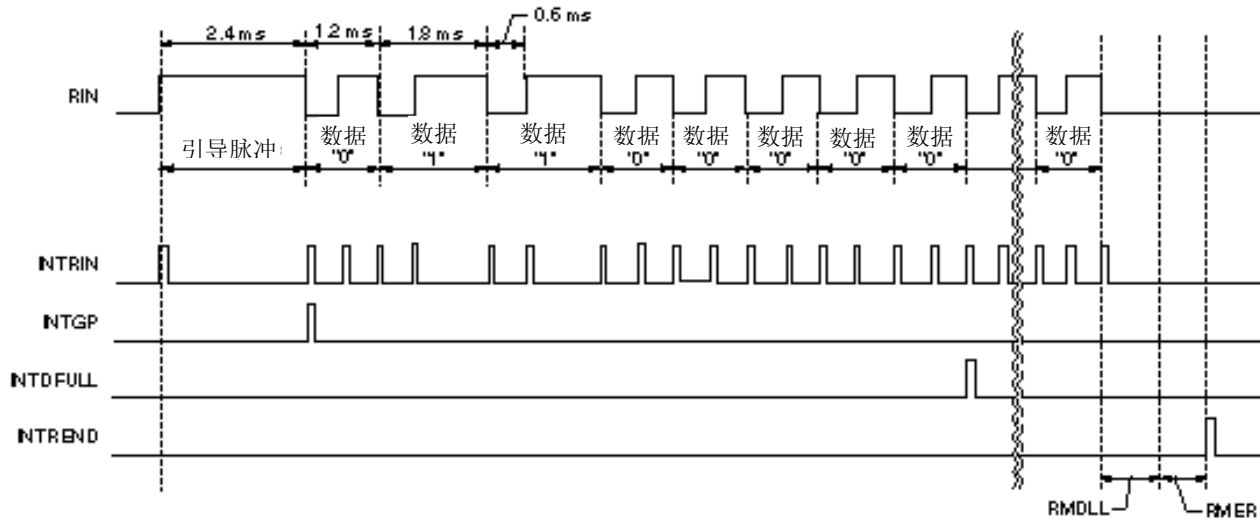 0.6 ms
2.4 ms 1.2 ms 1.8 ms
RIN
引导脉冲 数据 数据 数据 数据 数据 数据 数据 数据 数据
"0" "1" "1" "0" "0" "0" "0" "0" "0"
INTRIN
INTGP
INTDFULL
INTREND
RMDLL RMER